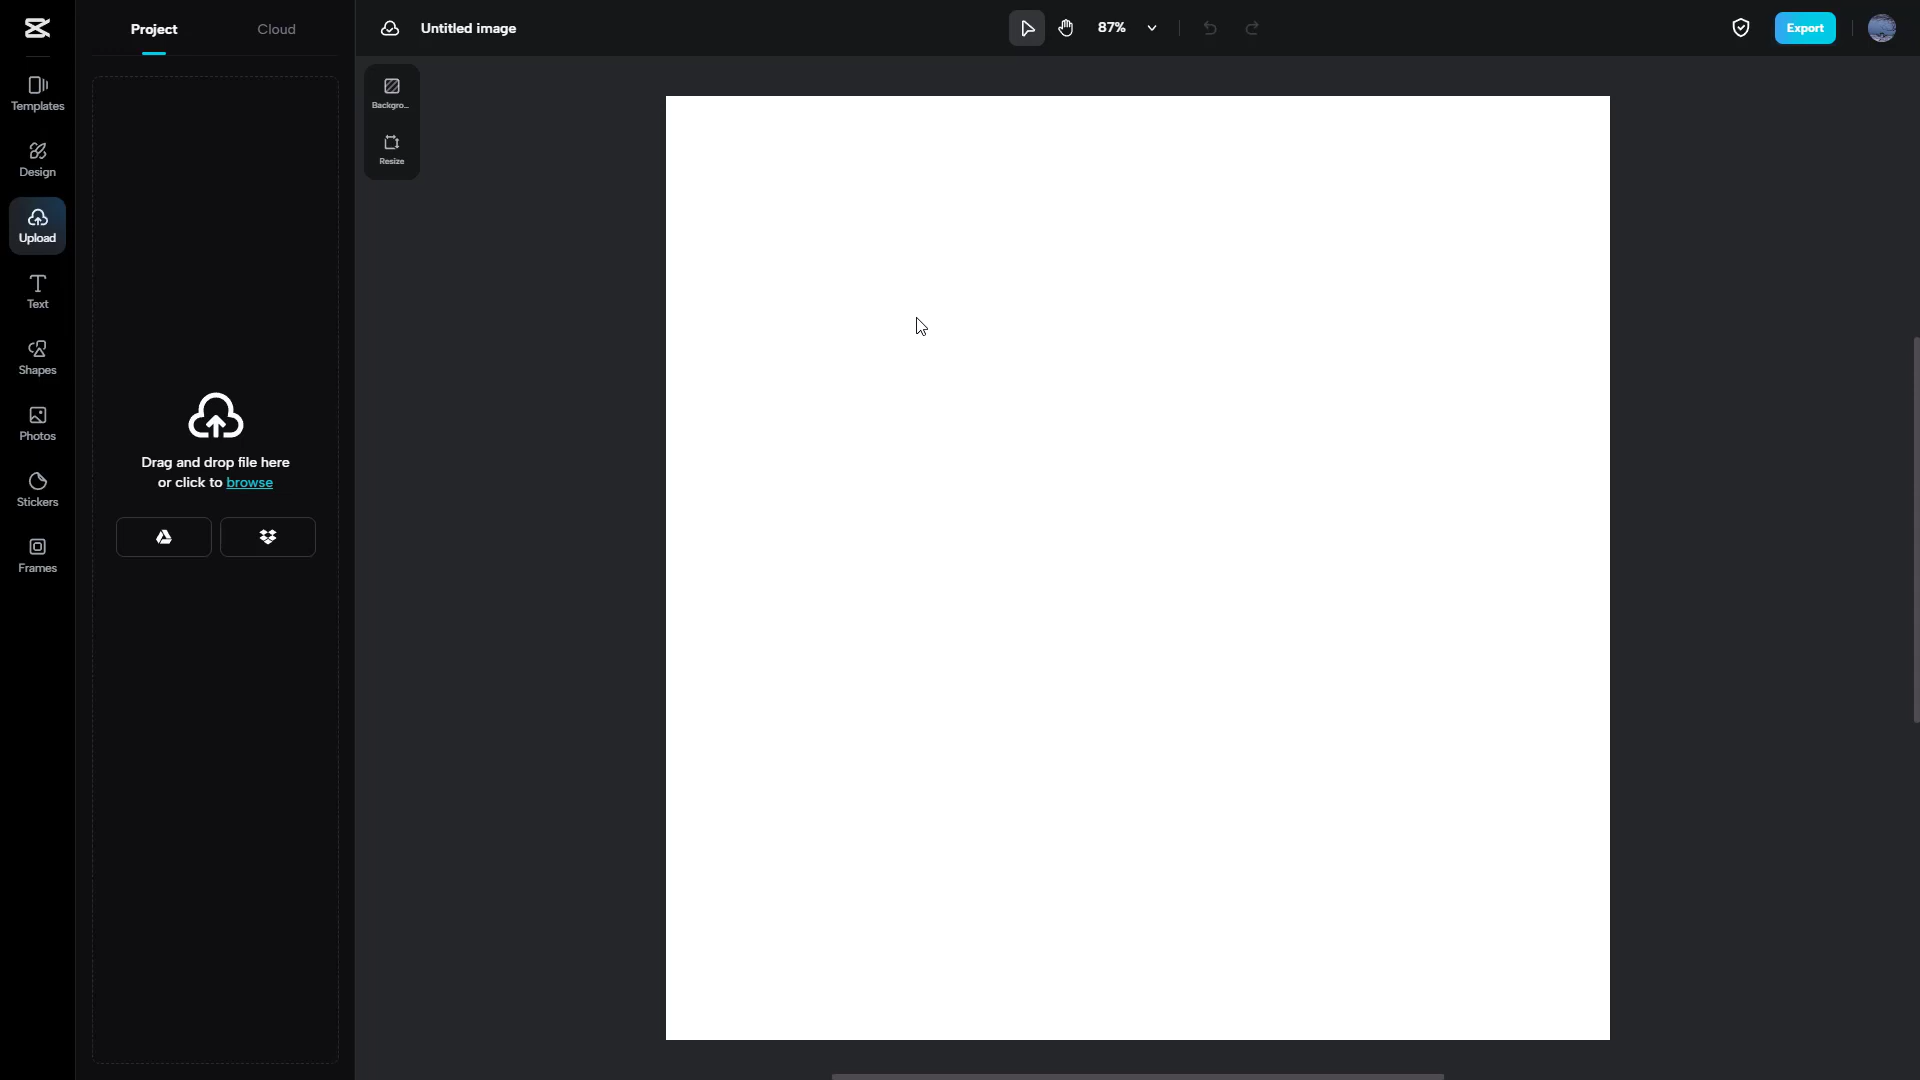 Project
Cloud
Untitled image
87%
Export
Templates
Design
Upload
Text
Shapes
Photos
Stickers
Frames
Backgro...
Resize
Drag and drop file here
or click to browse